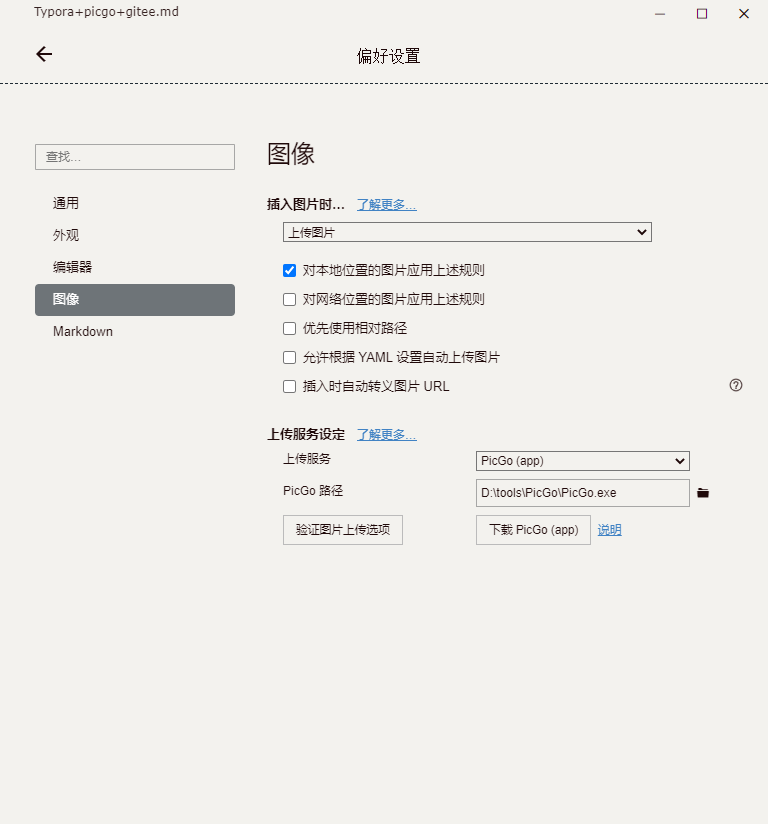 Typora+picgo+gitee.md
偏好设置
查找...
通用
外观
编辑器
图像
Markdown
图像
插入图片时... 了解更多...
上传图片
对本地位置的图片应用上述规则
对网络位置的图片应用上述规则
优先使用相对路径
允许根据 YAML 设置自动上传图片
插入时自动转义图片 URL
上传服务设定 了解更多...
上传服务 PicGo (app)
PicGo 路径 D:\tools\PicGo\PicGo.exe
验证图片上传选项 下载 PicGo (app) 说明